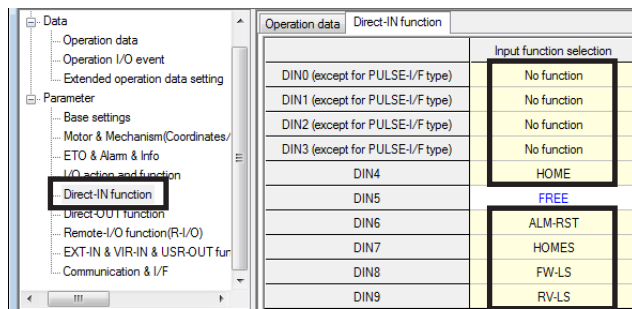 Data
Operation data
Operation I/O event
Extended operation data setting
Parameter
Base settings
Motor & Mechanism(Coordinates/
ETO & Alarm & Info
I/O action and function
Direct-IN function
Direct-OUT function
Remote-I/O function(R-I/O)
EXT-IN & VIR-IN & USR-OUT fur
Communication & I/F
Operation data Direct-IN function
Input function selection
DIN0 (except for PULSE-I/F type) No function
DIN1 (except for PULSE-I/F type) No function
DIN2 (except for PULSE-I/F type) No function
DIN3 (except for PULSE-I/F type) No function
DIN4 HOME
DIN5 FREE
DIN6 ALM-RST
DIN7 HOMES
DIN8 FW-LS
DIN9 RV-LS